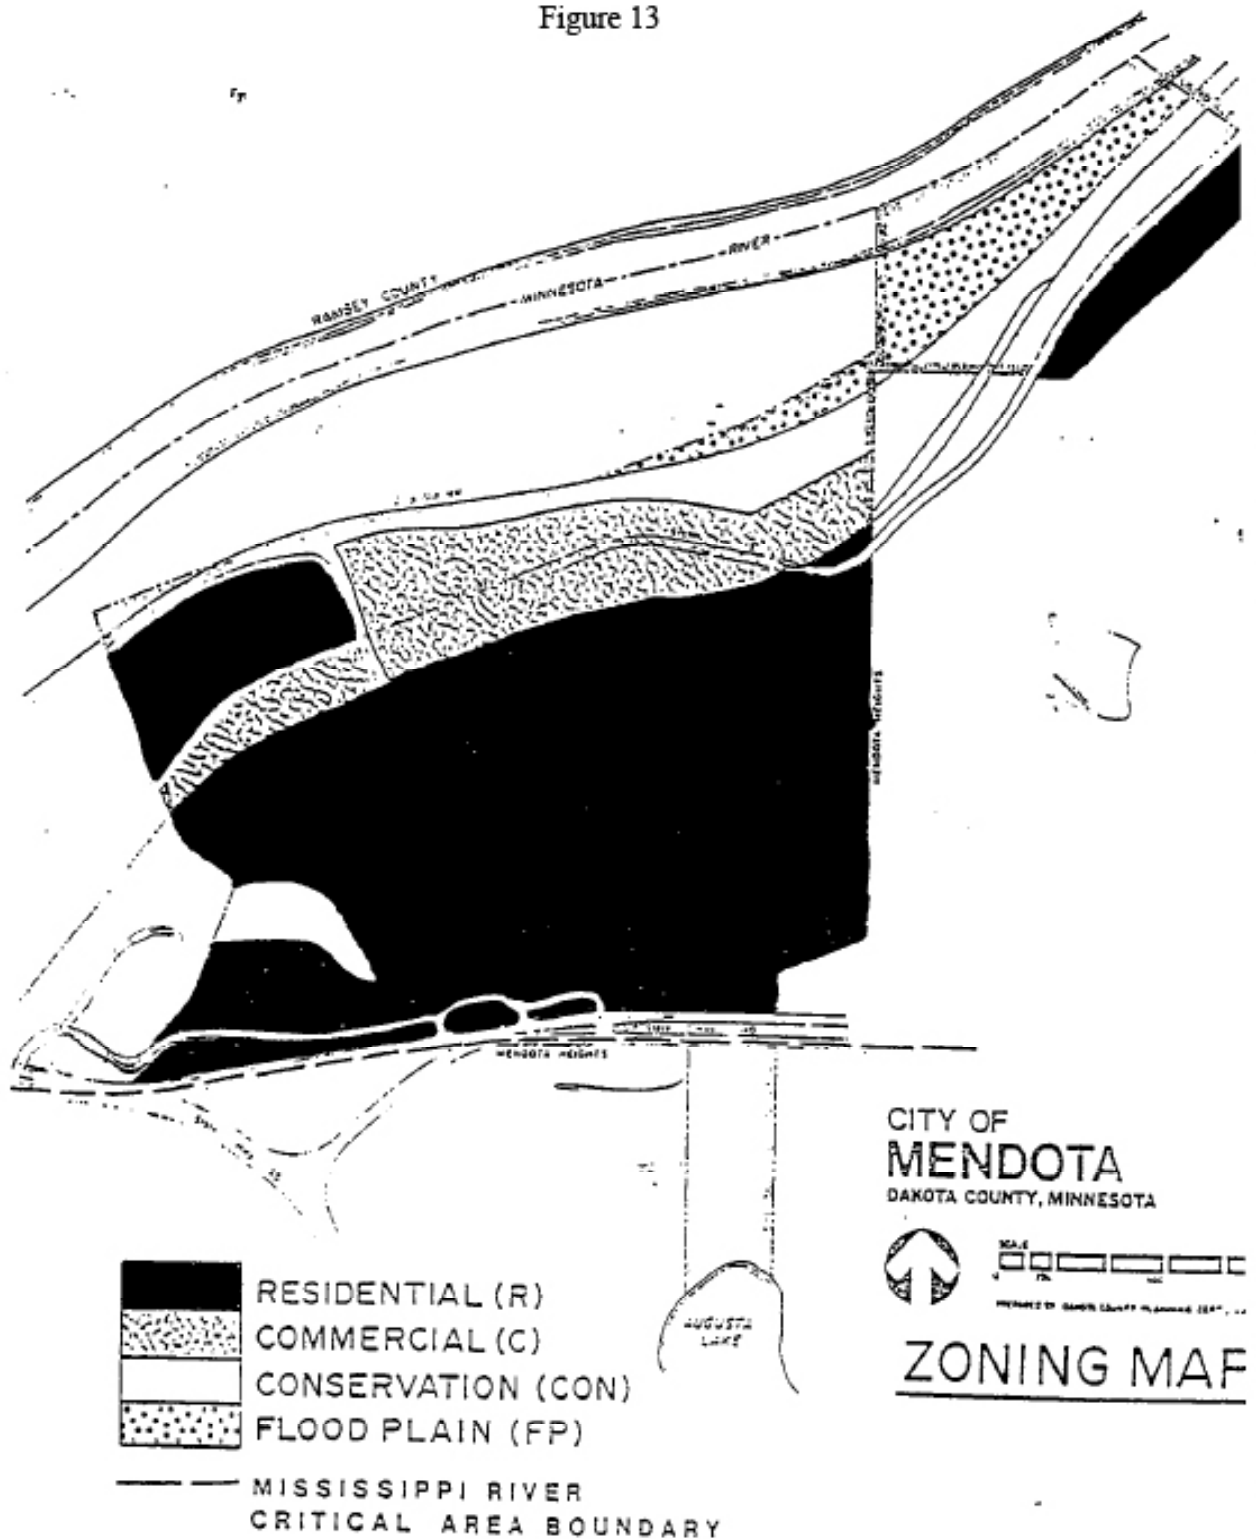 Figure 13
RAMSEY COUNTY
MINNESOTA
RIVER
MENDOTA HEIGHTS
MENDOTA HEIGHTS
CITY OF
MENDOTA
DAKOTA COUNTY, MINNESOTA
SCALE
ZONING MAP
AUGUSTA
LAKE
RESIDENTIAL (R)
COMMERCIAL (C)
CONSERVATION (CON)
FLOOD PLAIN (FP)
MISSISSIPPI RIVER
CRITICAL AREA BOUNDARY